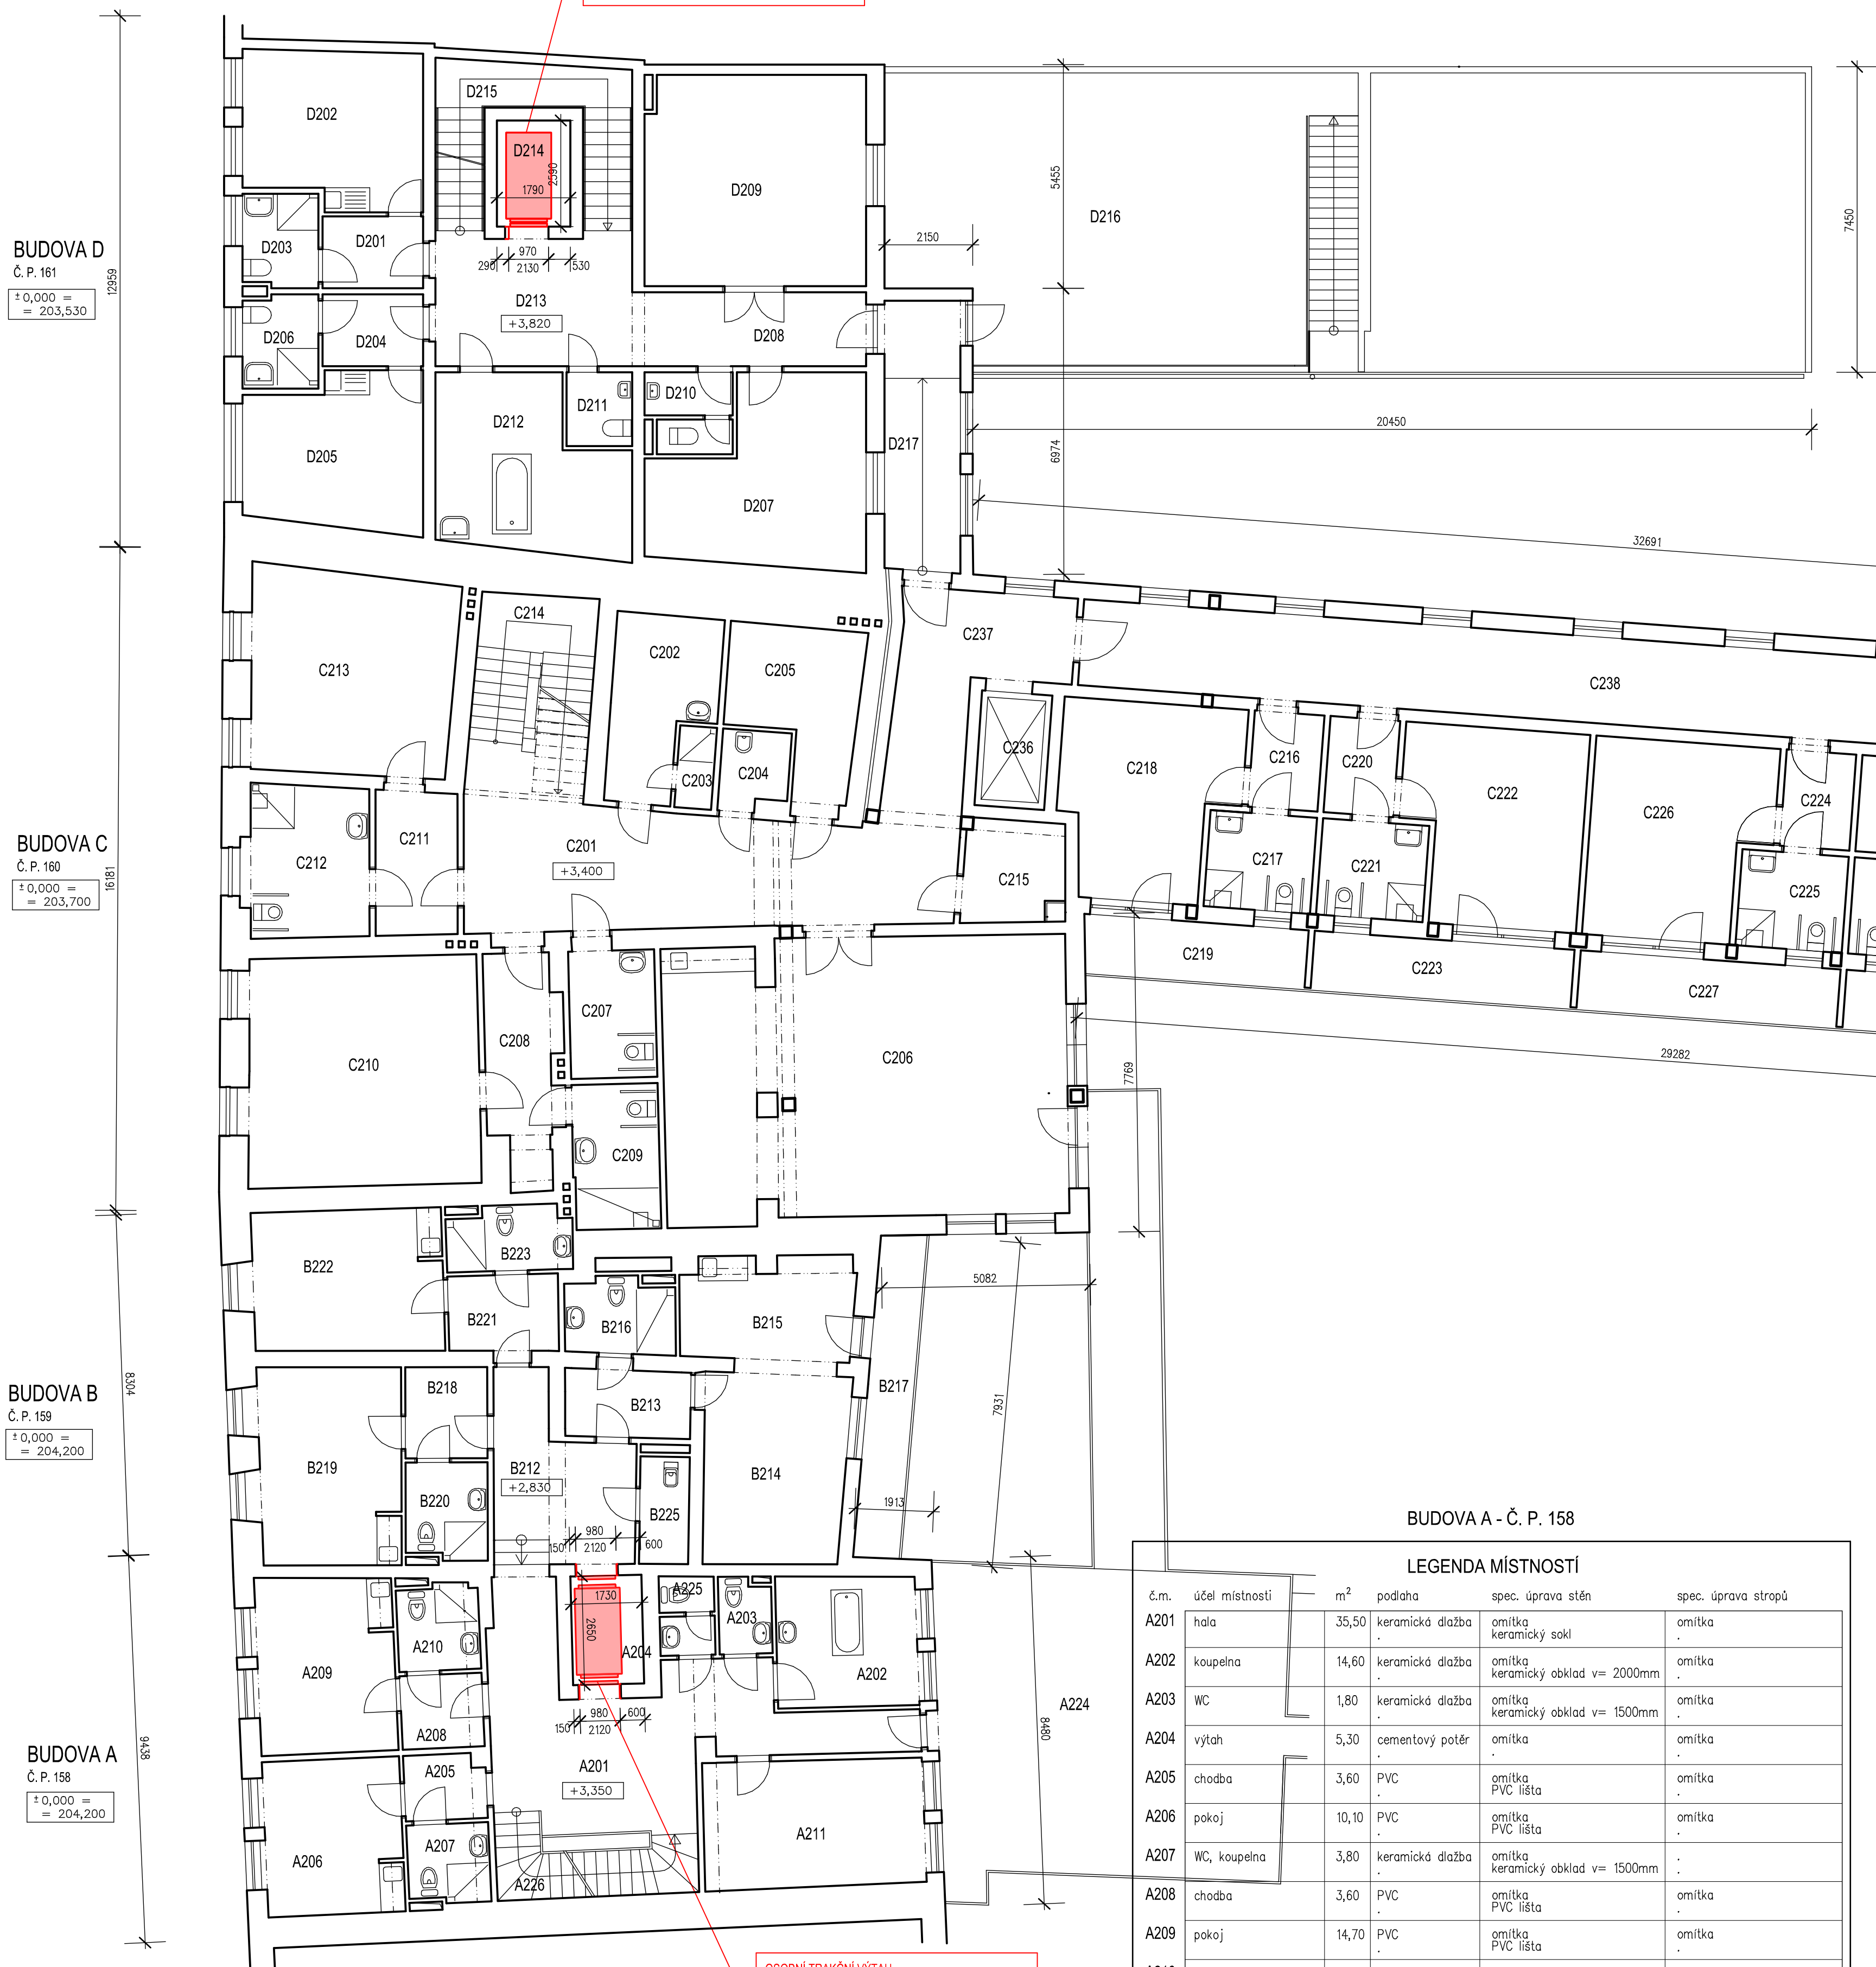 BUDOVA D
Č. P. 161
±0,000 =
= 203,530
BUDOVA C
Č. P. 160
±0,000 =
= 203,700
BUDOVA B
Č. P. 159
±0,000 =
= 204,200
BUDOVA A
Č. P. 158
±0,000 =
= 204,200
12959
16181
8304
9438
D202
D215
D214
2590
1790
D209
D216
5455
7450
2150
D203
D201
970
290
2130
530
D213
+3,820
D208
D206
D204
D205
D212
D211
D210
D207
D217
6974
20450
32691
C213
C214
C202
C205
C203
C204
C237
C238
C236
C218
C216
C220
C222
C226
C224
C212
C211
C201
+3,400
C215
C217
C221
C225
C219
C223
C227
29282
C210
C208
C207
C209
C206
7769
B222
B223
B221
B216
B215
5082
B217
7931
B218
B213
B219
B212
+2,830
B220
B225
B214
1913
980
150
2120
600
A225
A203
1730
2650
A204
A202
A210
A209
A208
980
600
150
2120
A224
8480
A205
A201
+3,350
A206
A207
A226
A211
OSOBNÍ TRAKČNÍ VÝTAH
BUDOVA A - Č. P. 158
LEGENDA MÍSTNOSTÍ
č.m. účel místnosti m² podlaha spec. úprava stěn spec. úprava stropů
A201 hala 35,50 keramická dlažba omítka omítka
. keramický sokl .
A202 koupelna 14,60 keramická dlažba omítka omítka
. keramický obklad v= 2000mm .
A203 WC 1,80 keramická dlažba omítka omítka
. keramický obklad v= 1500mm .
A204 výtah 5,30 cementový potěr omítka omítka
. . .
A205 chodba 3,60 PVC omítka omítka
. PVC lišta .
A206 pokoj 10,10 PVC omítka omítka
. PVC lišta .
A207 WC, koupelna 3,80 keramická dlažba omítka .
. keramický obklad v= 1500mm .
A208 chodba 3,60 PVC omítka omítka
. PVC lišta .
A209 pokoj 14,70 PVC omítka omítka
. PVC lišta .